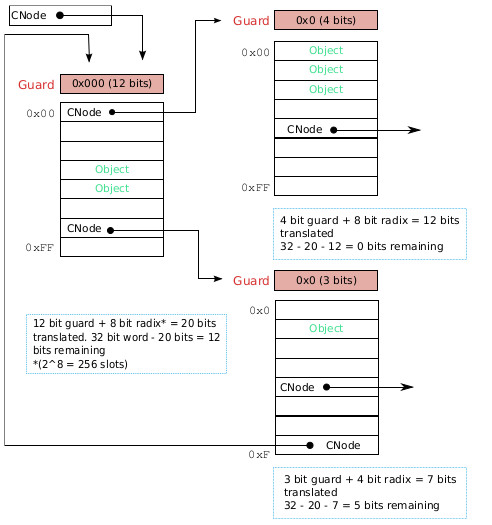 CNode
Guard
0x000 (12 bits)
0x00
CNode
Object
Object
CNode
0xFF
12 bit guard + 8 bit radix* = 20 bits
translated. 32 bit word - 20 bits = 12
bits remaining
*(2^8 = 256 slots)
Guard
0x0 (4 bits)
0x00
Object
Object
Object
CNode
0xFF
4 bit guard + 8 bit radix = 12 bits
translated
32 - 20 - 12 = 0 bits remaining
Guard
0x0 (3 bits)
0x0
Object
CNode
CNode
0xF
3 bit guard + 4 bit radix = 7 bits
translated
32 - 20 - 7 = 5 bits remaining